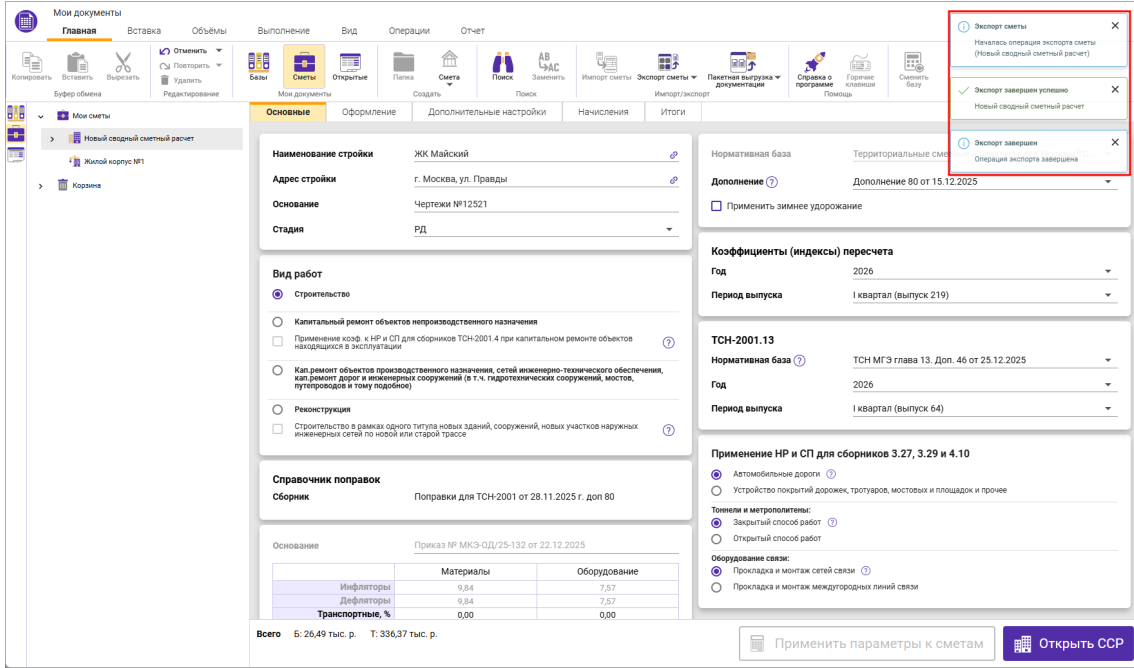 Мои документы
Главная Вставка Объёмы Выполнение Вид Операции Отчет
Копировать Вставить Вырезать
Отменить
Повторить
Удалить
Базы Сметы Открытые Папка Смета Поиск Заменить Импорт сметы Экспорт сметы Пакетная выгрузка документации Справка о программе Горячие клавиши Сменить базу
AB
AC
Буфер обмена Редактирование Мои документы Создать Поиск Импорт/экспорт Помощь
Экспорт сметы
Началась операция экспорта сметы
(Новый сводный сметный расчет)
Экспорт завершен успешно
Новый сводный сметный расчет
Экспорт завершен
Операция экспорта завершена
Мои сметы
Новый сводный сметный расчет
Жилой корпус №1
Корзина
Основные Оформление Дополнительные настройки Начисления Итоги
Наименование стройки ЖК Майский
Адрес стройки г. Москва, ул. Правды
Основание Чертежи №12521
Стадия РД
Вид работ
Строительство
Капитальный ремонт объектов непроизводственного назначения
Применение коэф. к НР и СП для сборников ТСН-2001.4 при капитальном ремонте объектов
находящихся в эксплуатации
Кап.ремонт объектов производственного назначения, сетей инженерно-технического обеспечения,
кап.ремонт дорог и инженерных сооружений (в т.ч. гидротехнических сооружений, мостов,
путепроводов и тому подобное)
Реконструкция
Строительство в рамках одного титула новых зданий, сооружений, новых участков наружных
инженерных сетей по новой или старой трассе
Справочник поправок
Сборник Поправки для ТСН-2001 от 28.11.2025 г. доп 80
Основание Приказ № МКЭ-ОД/25-132 от 22.12.2025
Материалы Оборудование
Инфляторы 9,84 7,57
Дефляторы 9,84 7,57
Транспортные, % 0,00 0,00
Нормативная база Территориальные
Дополнение Дополнение 80 от 15.12.2025
Применить зимнее удорожание
Коэффициенты (индексы) пересчета
Год 2026
Период выпуска I квартал (выпуск 219)
ТСН-2001.13
Нормативная база ТСН МГЭ глава 13. Доп. 46 от 25.12.2025
Год 2026
Период выпуска I квартал (выпуск 64)
Применение НР и СП для сборников 3.27, 3.29 и 4.10
Автомобильные дороги
Устройство покрытий дорожек, тротуаров, мостовых и площадок и прочее
Тоннели и метрополитены:
Закрытый способ работ
Открытый способ работ
Оборудование связи:
Прокладка и монтаж сетей связи
Прокладка и монтаж междугородных линий связи
Всего Б: 26,49 тыс. р. Т: 336,37 тыс. р.
Применить параметры к сметам
Открыть ССР